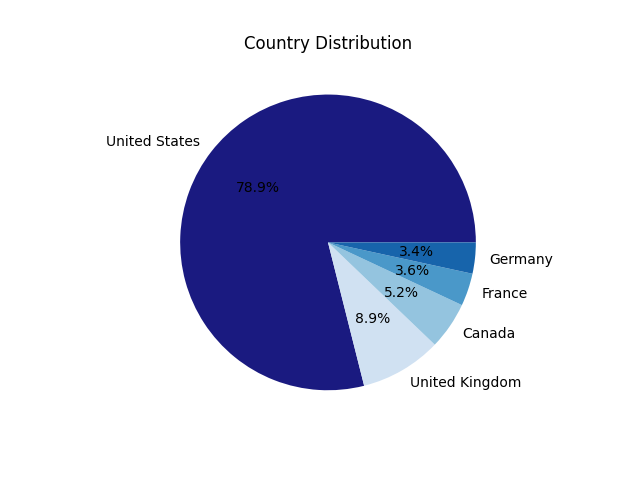 Country Distribution
United States
78.9%
3.4%
Germany
3.6%
France
5.2%
Canada
8.9%
United Kingdom